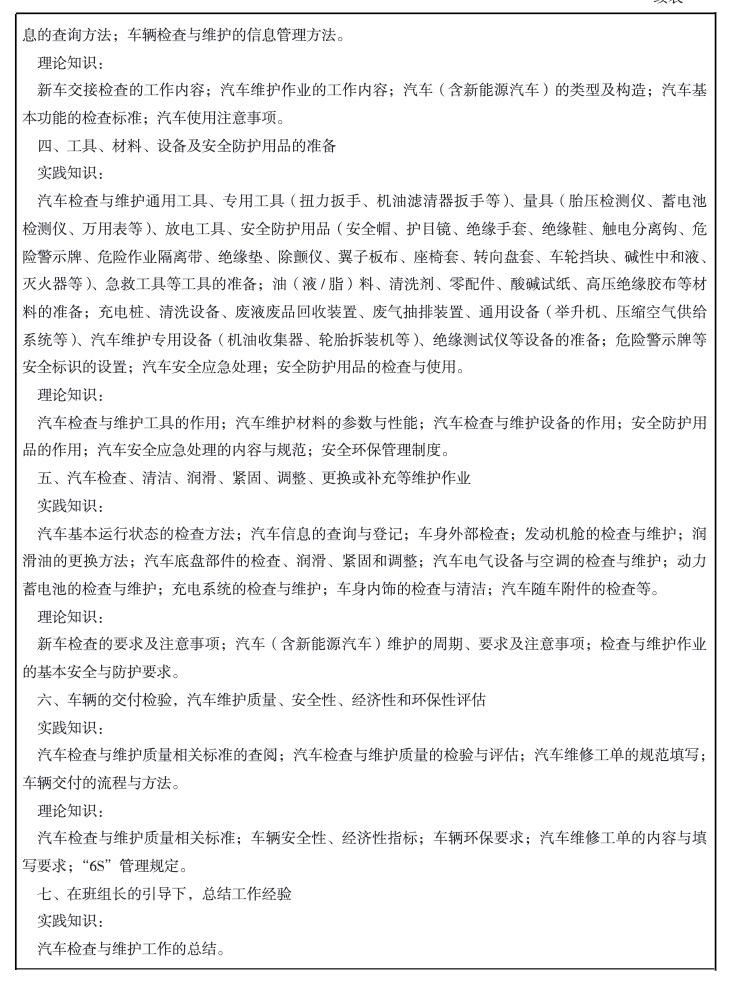 息的查询方法；车辆检查与维护的信息管理方法。
理论知识：
新车交接检查的工作内容；汽车维护作业的工作内容；汽车（含新能源汽车）的类型及构造；汽车基
本功能的检查标准；汽车使用注意事项。
四、工具、材料、设备及安全防护用品的准备
实践知识：
汽车检查与维护通用工具、专用工具（扭力扳手、机油滤清器扳手等）、量具（胎压检测仪、蓄电池
检测仪、万用表等）、放电工具、安全防护用品（安全帽、护目镜、绝缘手套、绝缘鞋、触电分离钩、危
险警示牌、危险作业隔离带、绝缘垫、除颤仪、翼子板布、座椅套、转向盘套、车轮挡块、碱性中和液、
灭火器等）、急救工具等工具的准备；油（液/脂）料、清洗剂、零配件、酸碱试纸、高压绝缘胶布等材
料的准备；充电桩、清洗设备、废液废品回收装置、废气抽排装置、通用设备（举升机、压缩空气供给
系统等）、汽车维护专用设备（机油收集器、轮胎拆装机等）、绝缘测试仪等设备的准备；危险警示牌等
安全标识的设置；汽车安全应急处理；安全防护用品的检查与使用。
理论知识：
汽车检查与维护工具的作用；汽车维护材料的参数与性能；汽车检查与维护设备的作用；安全防护用
品的作用；汽车安全应急处理的内容与规范；安全环保管理制度。
五、汽车检查、清洁、润滑、紧固、调整、更换或补充等维护作业
实践知识：
汽车基本运行状态的检查方法；汽车信息的查询与登记；车身外部检查；发动机舱的检查与维护；润
滑油的更换方法；汽车底盘部件的检查、润滑、紧固和调整；汽车电气设备与空调的检查与维护；动力
蓄电池的检查与维护；充电系统的检查与维护；车身内饰的检查与清洁；汽车随车附件的检查等。
理论知识：
新车检查的要求及注意事项；汽车（含新能源汽车）维护的周期、要求及注意事项；检查与维护作业
的基本安全与防护要求。
六、车辆的交付检验，汽车维护质量、安全性、经济性和环保性评估
实践知识：
汽车检查与维护质量相关标准的查阅；汽车检查与维护质量的检验与评估；汽车维修工单的规范填写；
车辆交付的流程与方法。
理论知识：
汽车检查与维护质量相关标准；车辆安全性、经济性指标；车辆环保要求；汽车维修工单的内容与填
写要求；“6S”管理规定。
七、在班组长的引导下，总结工作经验
实践知识：
汽车检查与维护工作的总结。